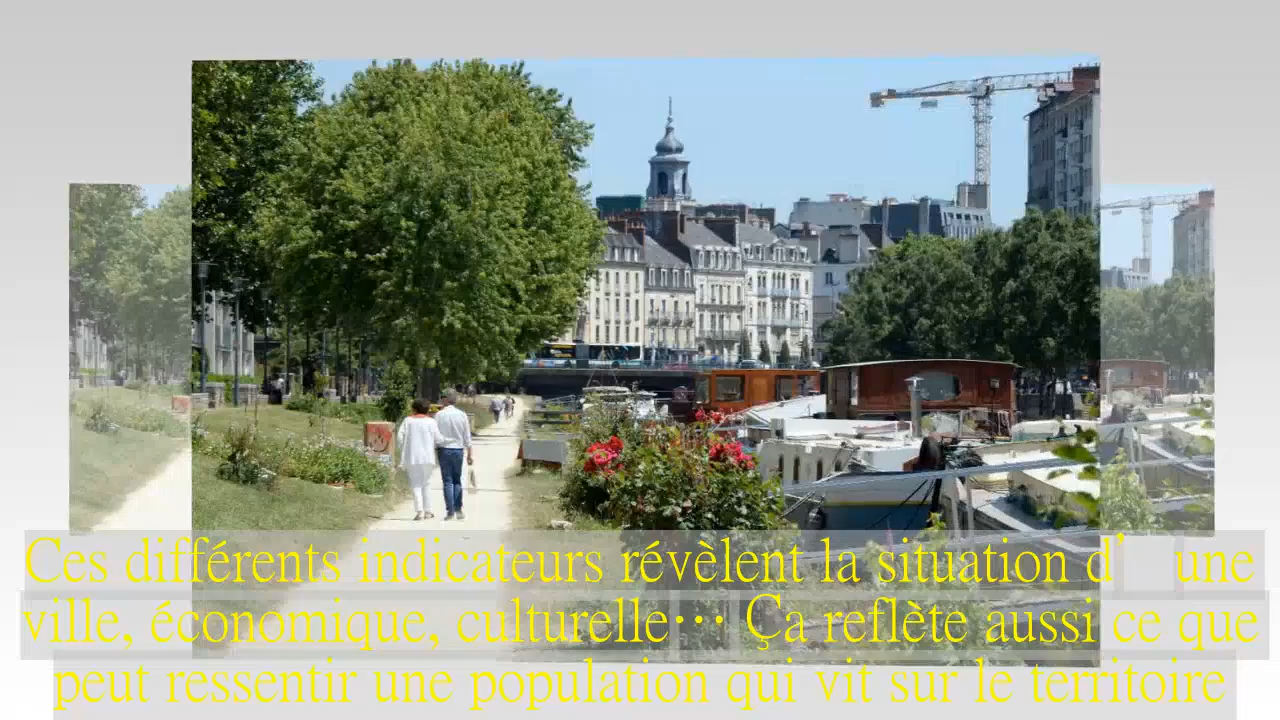 Ces différents indicateurs révèlent la situation d’une
ville, économique, culturelle… Ça reflète aussi ce que
peut ressentir une population qui vit sur le territoire